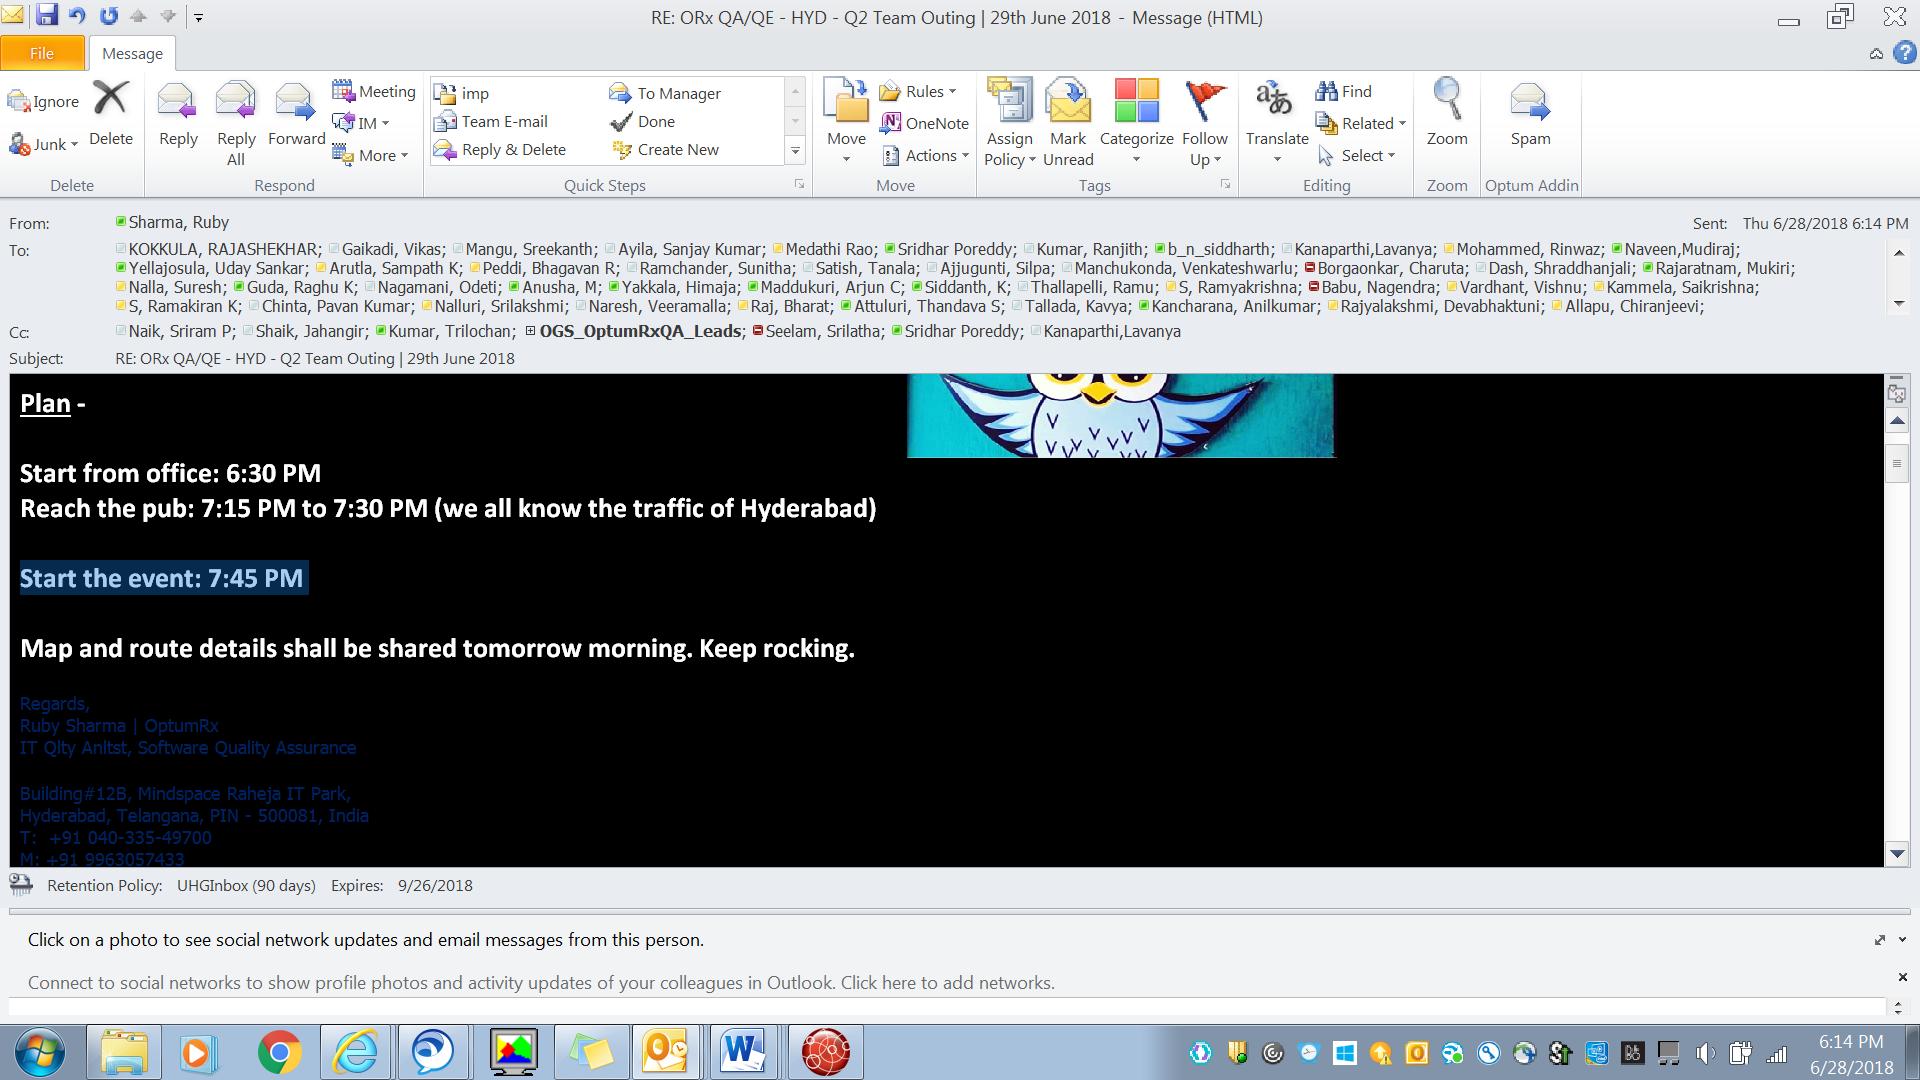 RE: ORx QA/QE - HYD - Q2 Team Outing | 29th June 2018 - Message (HTML)
File Message
Ignore
Junk
Delete
Delete
Reply
Reply All
Forward
Meeting
IM
More
Respond
imp
Team E-mail
Reply & Delete
To Manager
Done
Create New
Quick Steps
Move
Rules
OneNote
Actions
Move
Assign Policy
Mark Unread
Categorize
Follow Up
Tags
Translate
Find
Related
Select
Editing
Zoom
Zoom
Spam
Optum Addin
From: Sharma, Ruby
Sent: Thu 6/28/2018 6:14 PM
To: KOKKULA, RAJASHEKHAR; Gaikadi, Vikas; Mangu, Sreekanth; Ayila, Sanjay Kumar; Medathi Rao; Sridhar Poreddy; Kumar, Ranjith; b_n_siddharth; Kanaparthi,Lavanya; Mohammed, Rinwaz; Naveen,Mudiraj;
Yellajosula, Uday Sankar; Arutla, Sampath K; Peddi, Bhagavan R; Ramchander, Sunitha; Satish, Tanala; Ajjugunti, Silpa; Manchukonda, Venkateshwarlu; Borgaonkar, Charuta; Dash, Shraddhanjali; Rajaratnam, Mukiri;
Nalla, Suresh; Guda, Raghu K; Nagamani, Odeti; Anusha, M; Yakkala, Himaja; Maddukuri, Arjun C; Siddanth, K; Thallapelli, Ramu; S, Ramyakrishna; Babu, Nagendra; Vardhant, Vishnu; Kammela, Saikrishna;
S, Ramakiran K; Chinta, Pavan Kumar; Nalluri, Srilakshmi; Naresh, Veeramalla; Raj, Bharat; Attuluri, Thandava S; Tallada, Kavya; Kancharana, Anilkumar; Rajyalakshmi, Devabhaktuni; Allapu, Chiranjeevi;
Cc: Naik, Sriram P; Shaik, Jahangir; Kumar, Trilochan; OGS_OptumRxQA_Leads; Seelam, Srilatha; Sridhar Poreddy; Kanaparthi,Lavanya
Subject: RE: ORx QA/QE - HYD - Q2 Team Outing | 29th June 2018
Plan -
Start from office: 6:30 PM
Reach the pub: 7:15 PM to 7:30 PM (we all know the traffic of Hyderabad)
Start the event: 7:45 PM
Map and route details shall be shared tomorrow morning. Keep rocking.
Regards,
Ruby Sharma | OptumRx
IT Qlty Anltst, Software Quality Assurance
Building#12B, Mindspace Raheja IT Park,
Hyderabad, Telangana, PIN - 500081, India
T: +91 040-335-49700
M: +91 9963057433
Retention Policy: UHGInbox (90 days) Expires: 9/26/2018
Click on a photo to see social network updates and email messages from this person.
Connect to social networks to show profile photos and activity updates of your colleagues in Outlook. Click here to add networks.
6:14 PM
6/28/2018